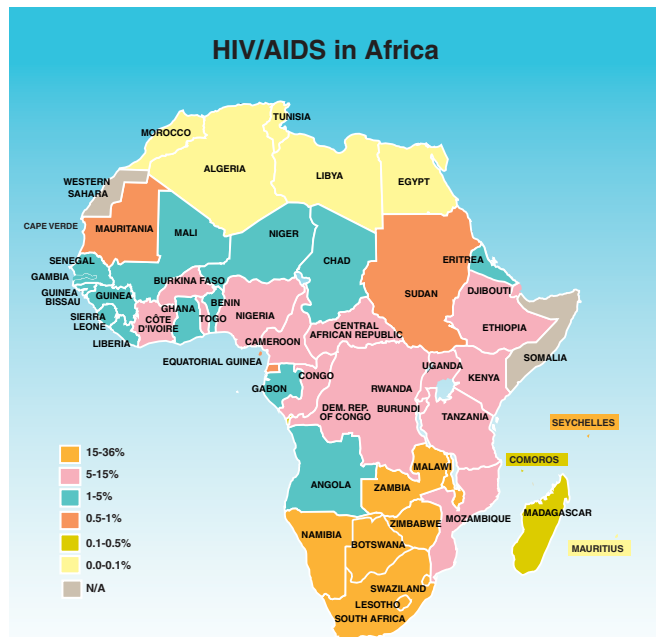 HIV/AIDS in Africa
TUNISIA
MOROCCO
ALGERIA
LIBYA
EGYPT
WESTERN
SAHARA
CAPE VERDE
MAURITANIA
MALI
NIGER
CHAD
SUDAN
ERITREA
SENEGAL
GAMBIA
GUINEA
BISSAU
GUINEA
SIERRA
LEONE
LIBERIA
BURKINA FASO
CÔTE
D'IVOIRE
GHANA
TOGO
BENIN
NIGERIA
DJIBOUTI
ETHIOPIA
SOMALIA
CENTRAL
AFRICAN REPUBLIC
CAMEROON
EQUATORIAL GUINEA
GABON
CONGO
DEM. REP.
OF CONGO
UGANDA
KENYA
RWANDA
BURUNDI
TANZANIA
SEYCHELLES
COMOROS
ANGOLA
ZAMBIA
MALAWI
MOZAMBIQUE
MADAGASCAR
MAURITIUS
NAMIBIA
ZIMBABWE
BOTSWANA
SWAZILAND
LESOTHO
SOUTH AFRICA
15-36%
5-15%
1-5%
0.5-1%
0.1-0.5%
0.0-0.1%
N/A